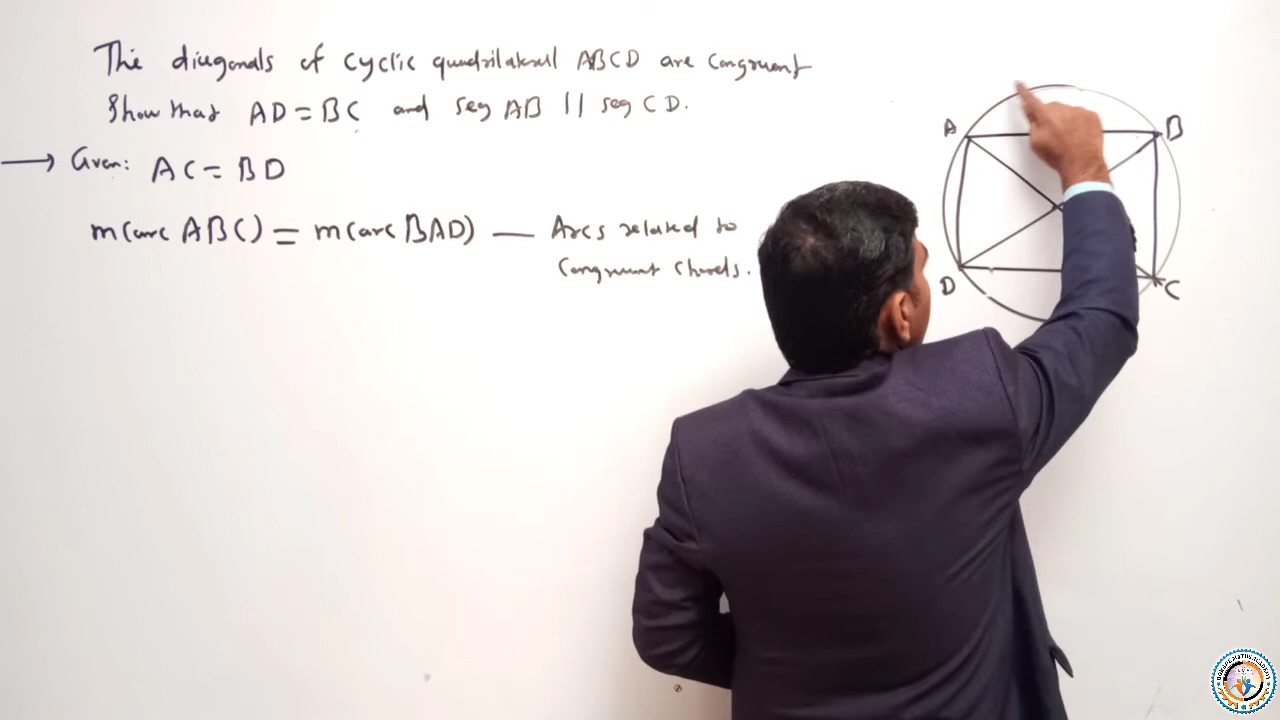 The diagonals of cyclic quadrilateral ABCD are congruent
Show that AD = BC and seg AB || seg CD.
→ Given: AC = BD
m(arc ABC) = m(arc BAD) — Arcs related to
congruent chords.
A
B
D
C